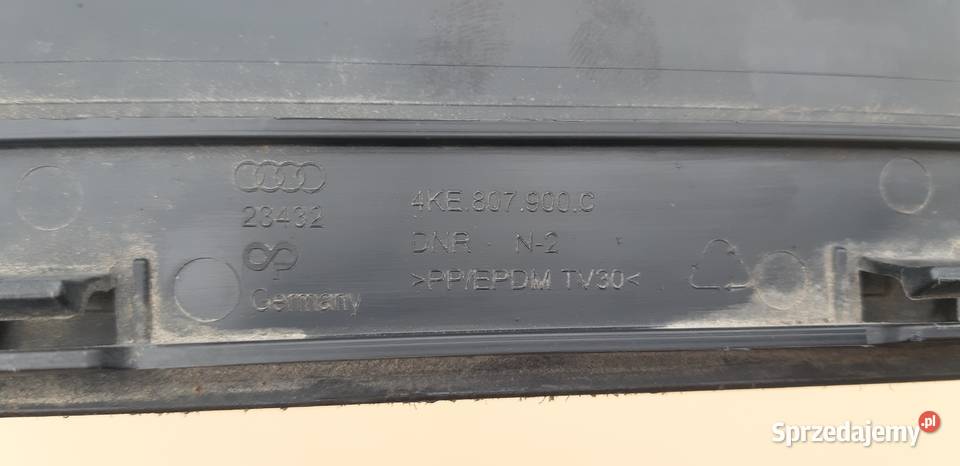 23432
Germany
4KE.807.900.C
DNR N-2
>PP/EPDM TV30<
Sprzedajemy.pl